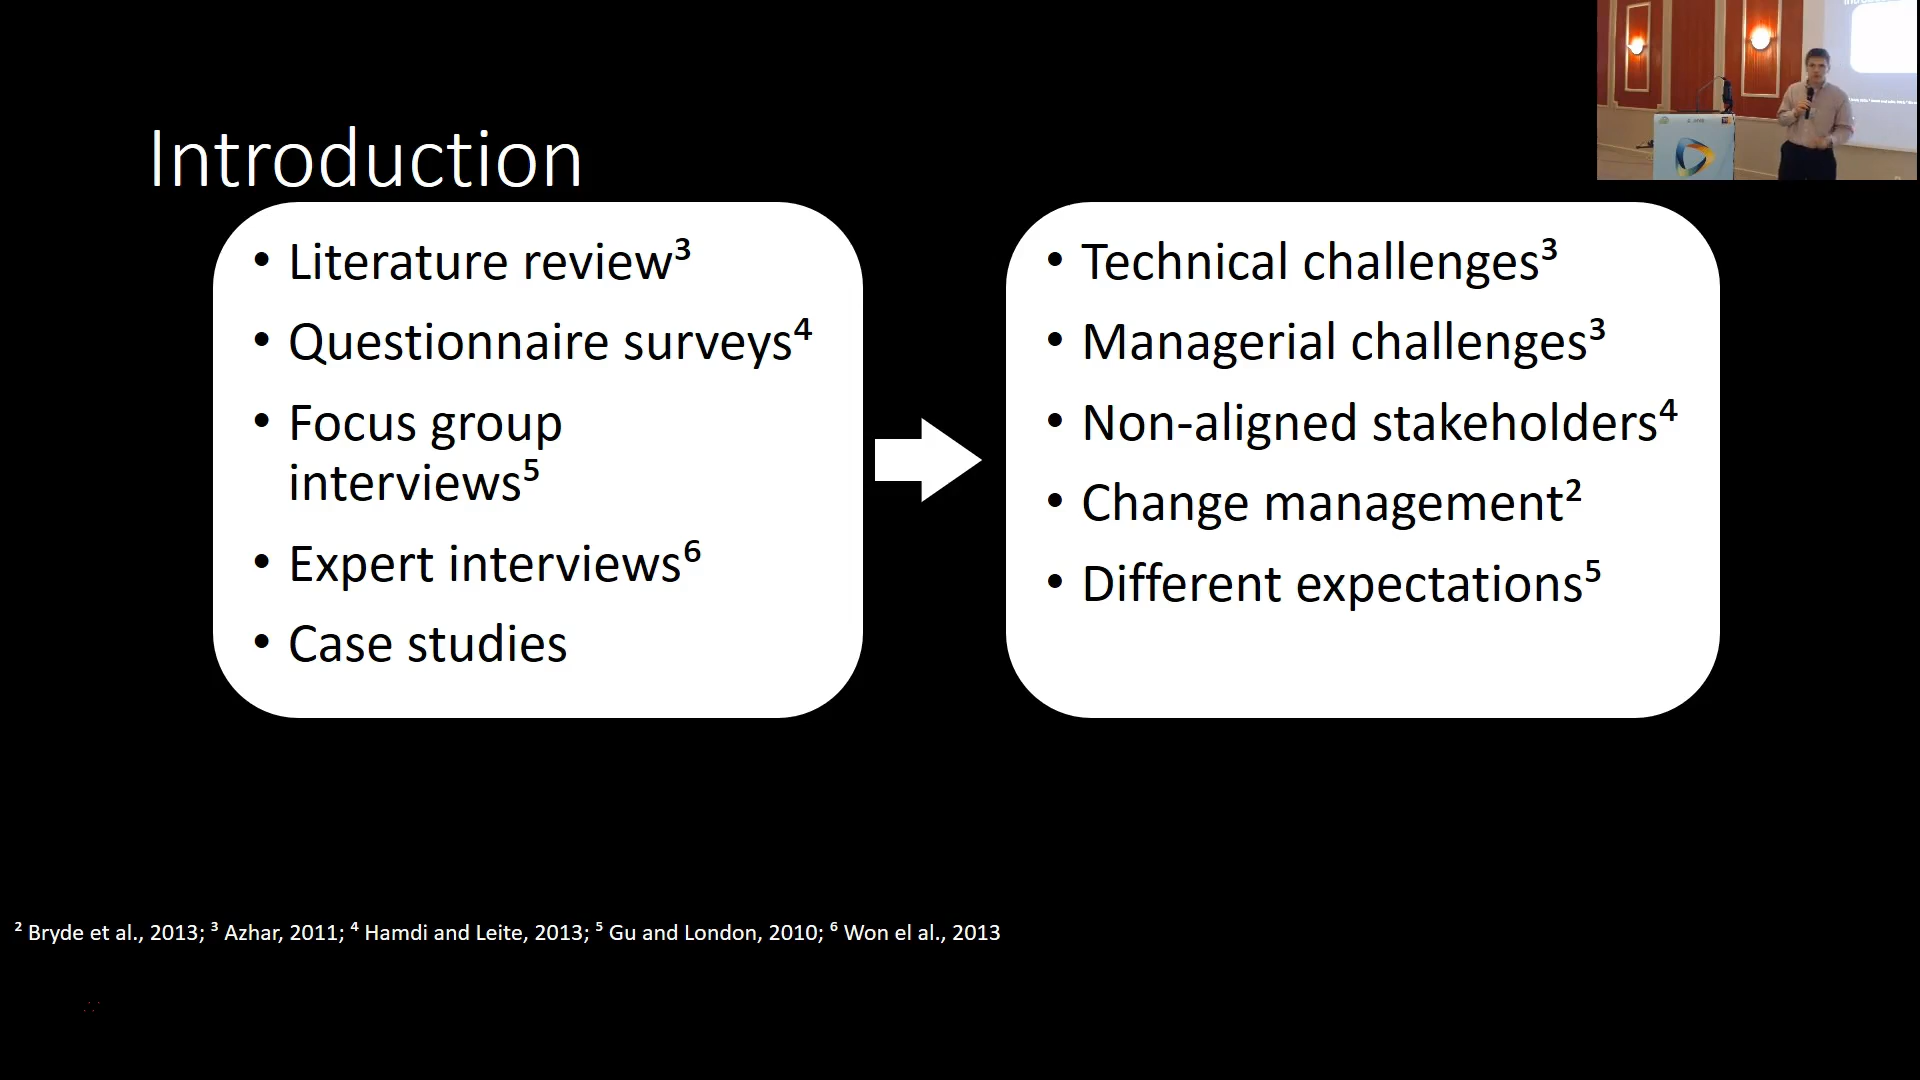 Introduction
• Literature review³
• Questionnaire surveys⁴
• Focus group
interviews⁵
• Expert interviews⁶
• Case studies
• Technical challenges³
• Managerial challenges³
• Non-aligned stakeholders⁴
• Change management²
• Different expectations⁵
² Bryde et al., 2013; ³ Azhar, 2011; ⁴ Hamdi and Leite, 2013; ⁵ Gu and London, 2010; ⁶ Won el al., 2013